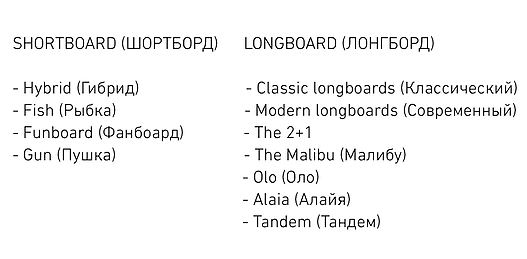 SHORTBOARD (ШОРТБОРД)
- Hybrid (Гибрид)
- Fish (Рыбка)
- Funboard (Фанбоард)
- Gun (Пушка)
LONGBOARD (ЛОНГБОРД)
- Classic longboards (Классический)
- Modern longboards (Современный)
- The 2+1
- The Malibu (Малибу)
- Olo (Оло)
- Alaia (Алайя)
- Tandem (Тандем)